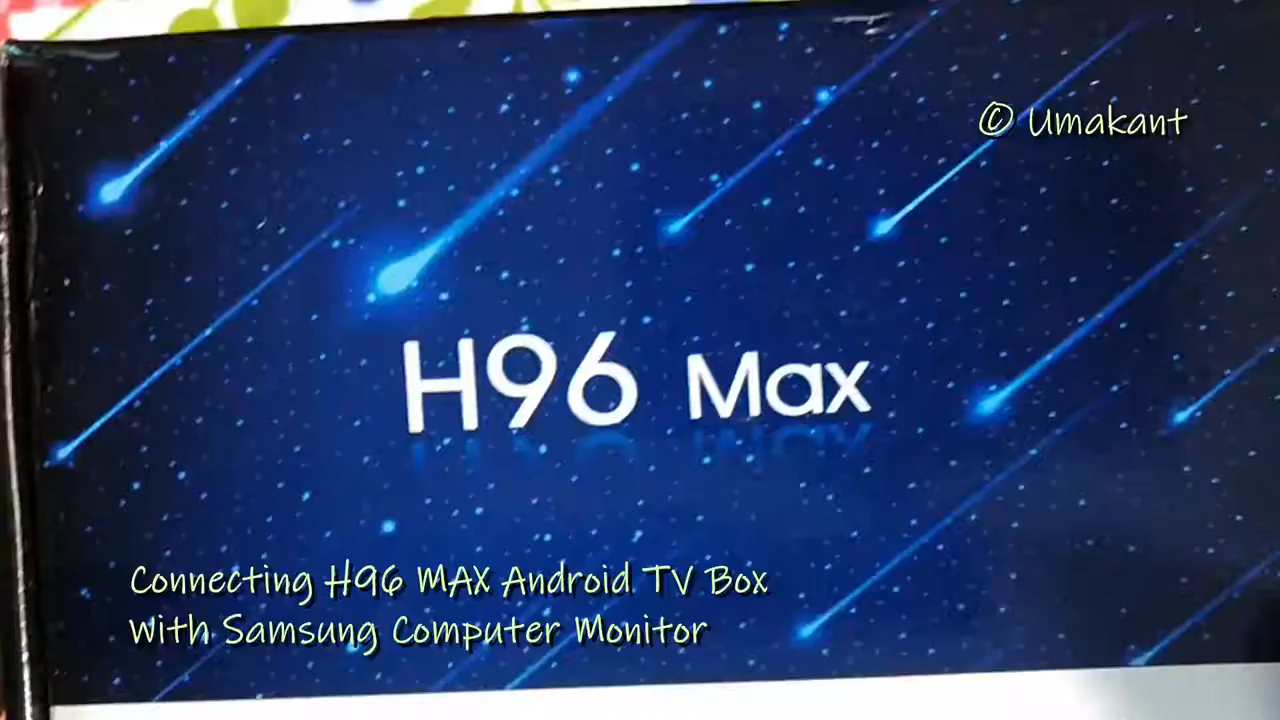 © Umakant
H96 Max
Connecting H96 MAX Android TV Box
with Samsung Computer Monitor